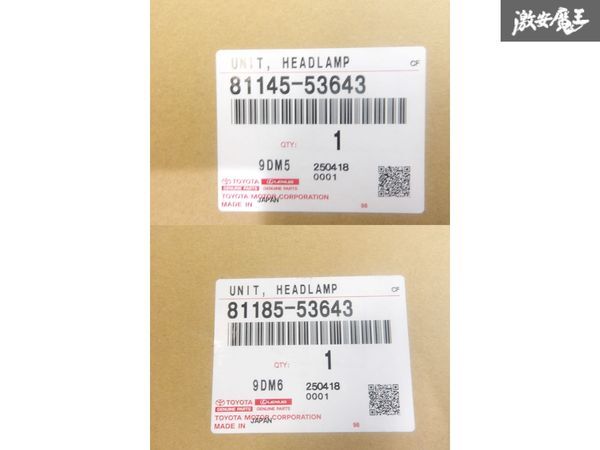 激安魔王
UNIT, HEADLAMP CF
81145-53643
QTY: 1
9DM5 250418
0001
TOYOTA LEXUS
GENUINE PARTS GENUINE PARTS
TOYOTA MOTOR CORPORATION
MADE IN JAPAN 98
UNIT, HEADLAMP CF
81185-53643
QTY: 1
9DM6 250418
0001
TOYOTA LEXUS
GENUINE PARTS GENUINE PARTS
TOYOTA MOTOR CORPORATION
MADE IN JAPAN 98